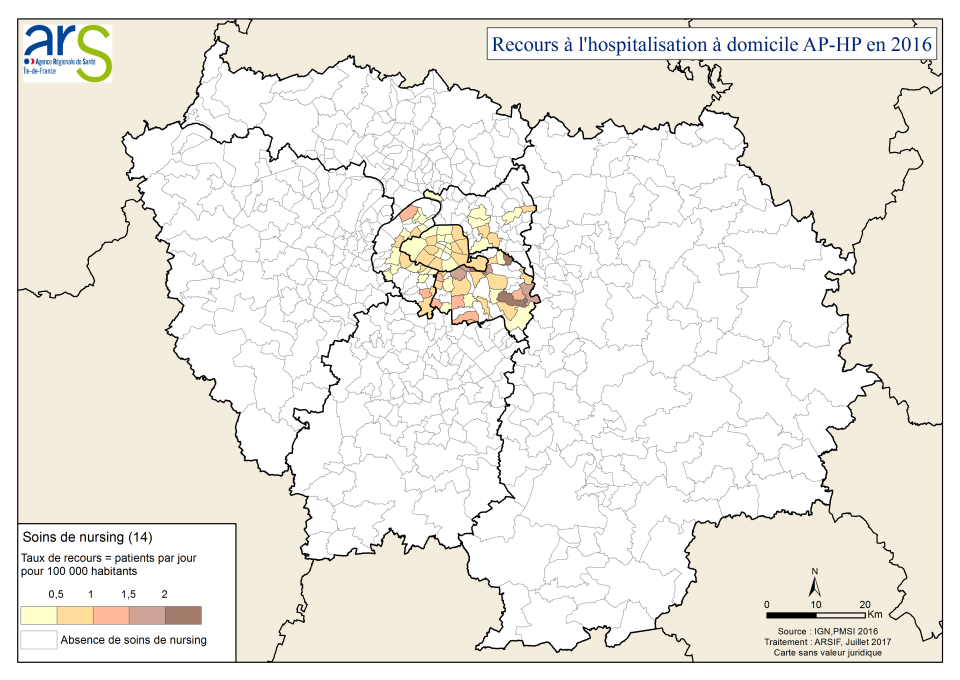 ars
Agence Régionale de Santé
Île-de-France
Recours à l'hospitalisation à domicile AP-HP en 2016
Soins de nursing (14)
Taux de recours = patients par jour
pour 100 000 habitants
0,5 1 1,5 2
Absence de soins de nursing
N
0 10 20
Km
Source : IGN,PMSI 2016
Traitement : ARSIF, Juillet 2017
Carte sans valeur juridique